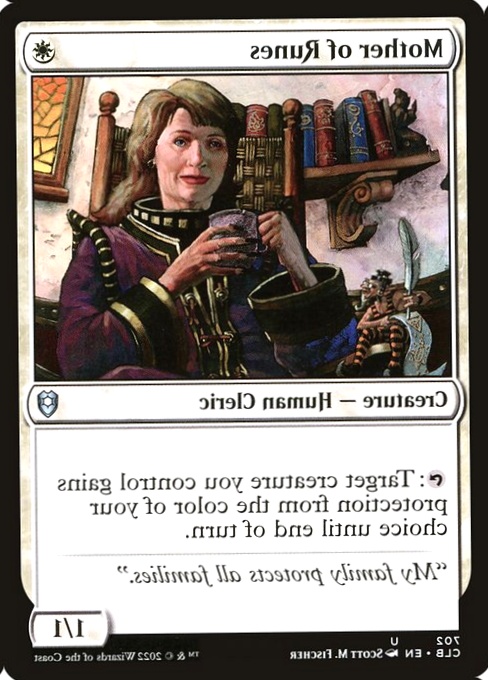 Mother of Runes
Creature — Human Cleric
: Target creature you control gains
protection from the color of your
choice until end of turn.
“My family protects all families.”
1/1
702 U
CLB • EN SCOTT M. FISCHER
™ & © 2022 Wizards of the Coast